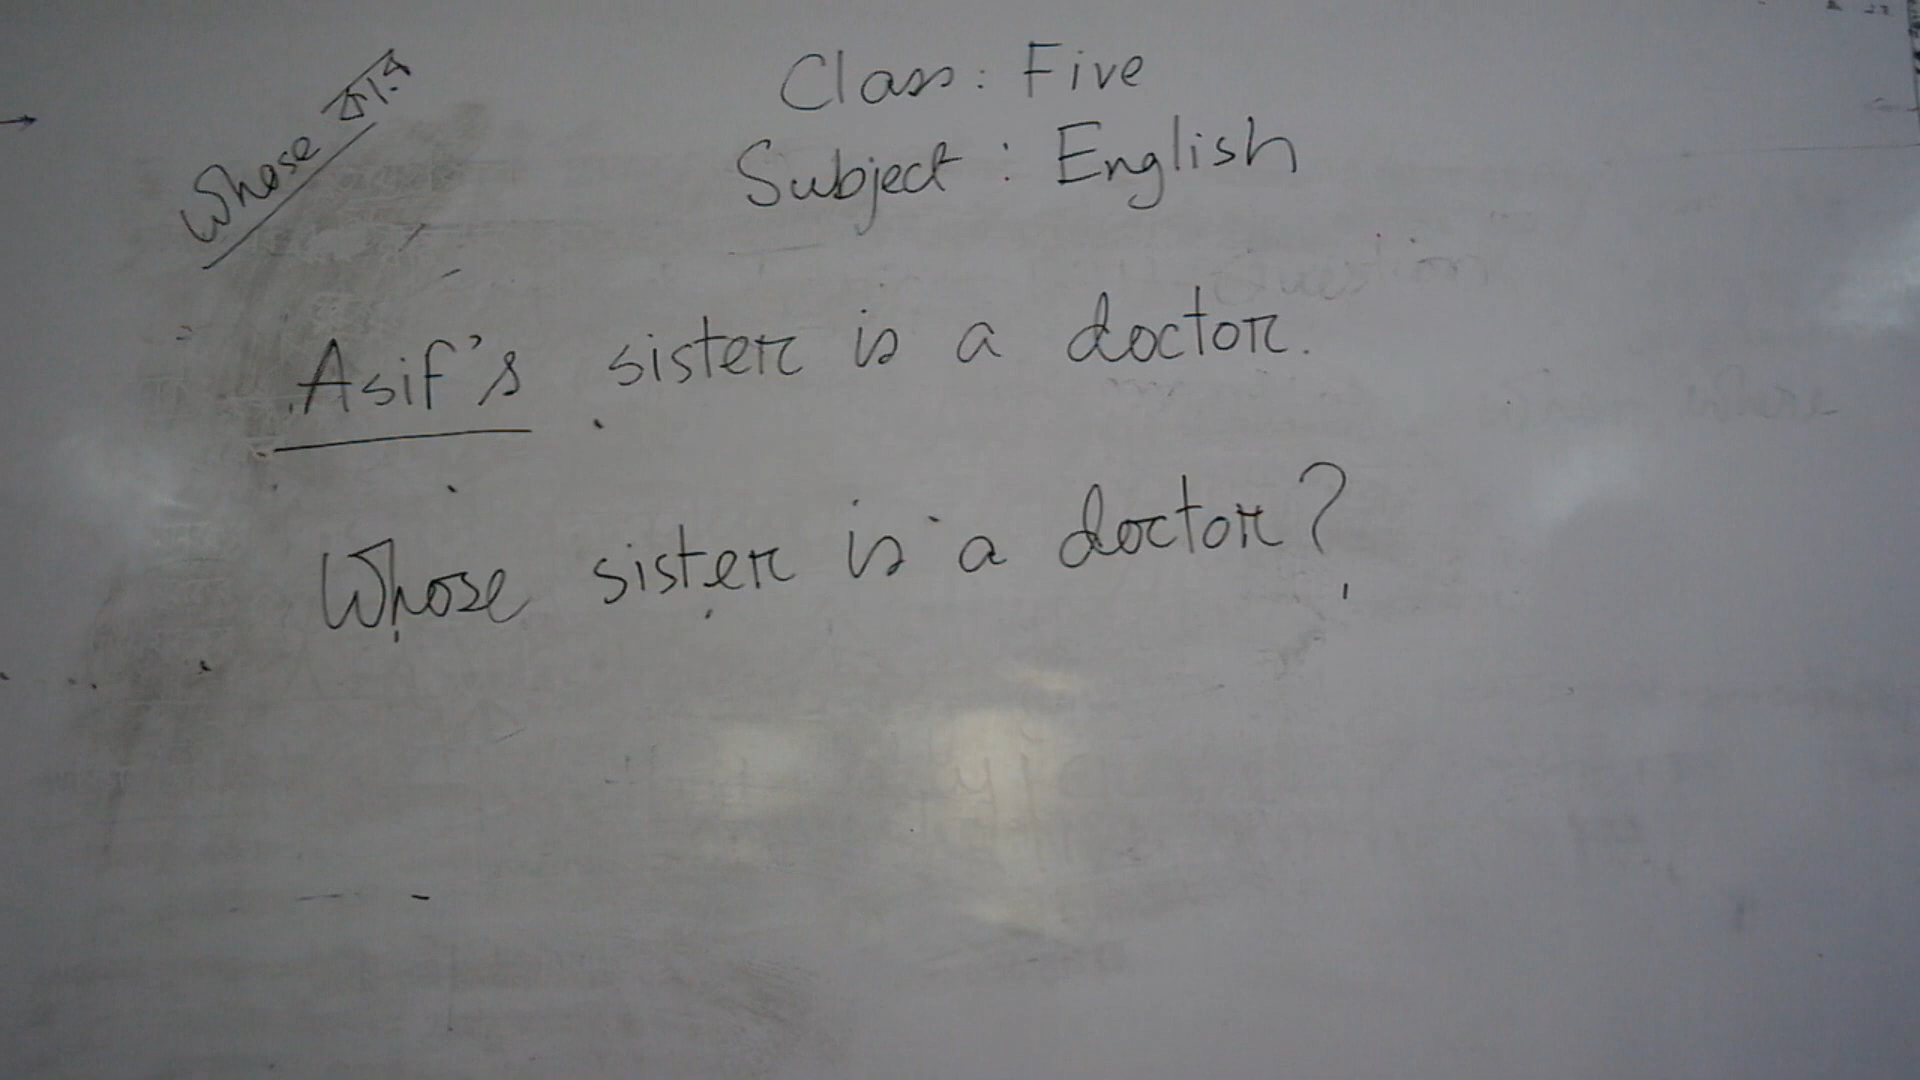 Whose কার
Class: Five
Subject: English
Asif's sister is a doctor.
Whose sister is a doctor?